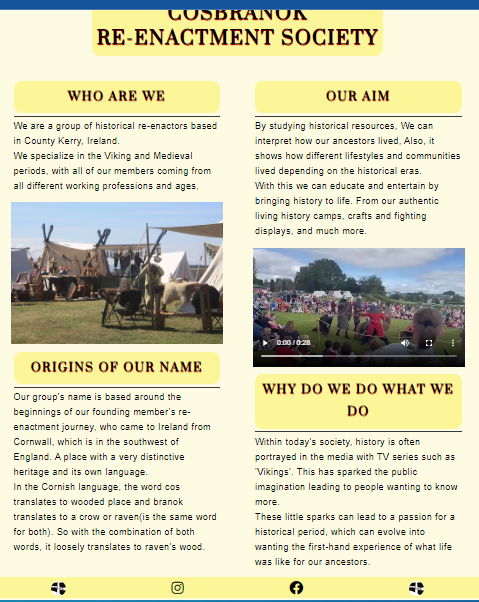 COSBRANOK
RE-ENACTMENT SOCIETY
WHO ARE WE
We are a group of historical re-enactors based
in County Kerry, Ireland.
We specialize in the Viking and Medieval
periods, with all of our members coming from
all different working professions and ages.
ORIGINS OF OUR NAME
Our group's name is based around the
beginnings of our founding member's re-
enactment journey, who came to Ireland from
Cornwall, which is in the southwest of
England. A place with a very distinctive
heritage and its own language.
In the Cornish language, the word cos
translates to wooded place and branok
translates to a crow or raven(is the same word
for both). So with the combination of both
words, it loosely translates to raven's wood.
OUR AIM
By studying historical resources, We can
interpret how our ancestors lived, Also, it
shows how different lifestyles and communities
lived depending on the historical eras.
With this we can educate and entertain by
bringing history to life. From our authentic
living history camps, crafts and fighting
displays, and much more.
0:00 / 0:28
WHY DO WE DO WHAT WE
DO
Within today's society, history is often
portrayed in the media with TV series such as
'Vikings'. This has sparked the public
imagination leading to people wanting to know
more.
These little sparks can lead to a passion for a
historical period, which can evolve into
wanting the first-hand experience of what life
was like for our ancestors.